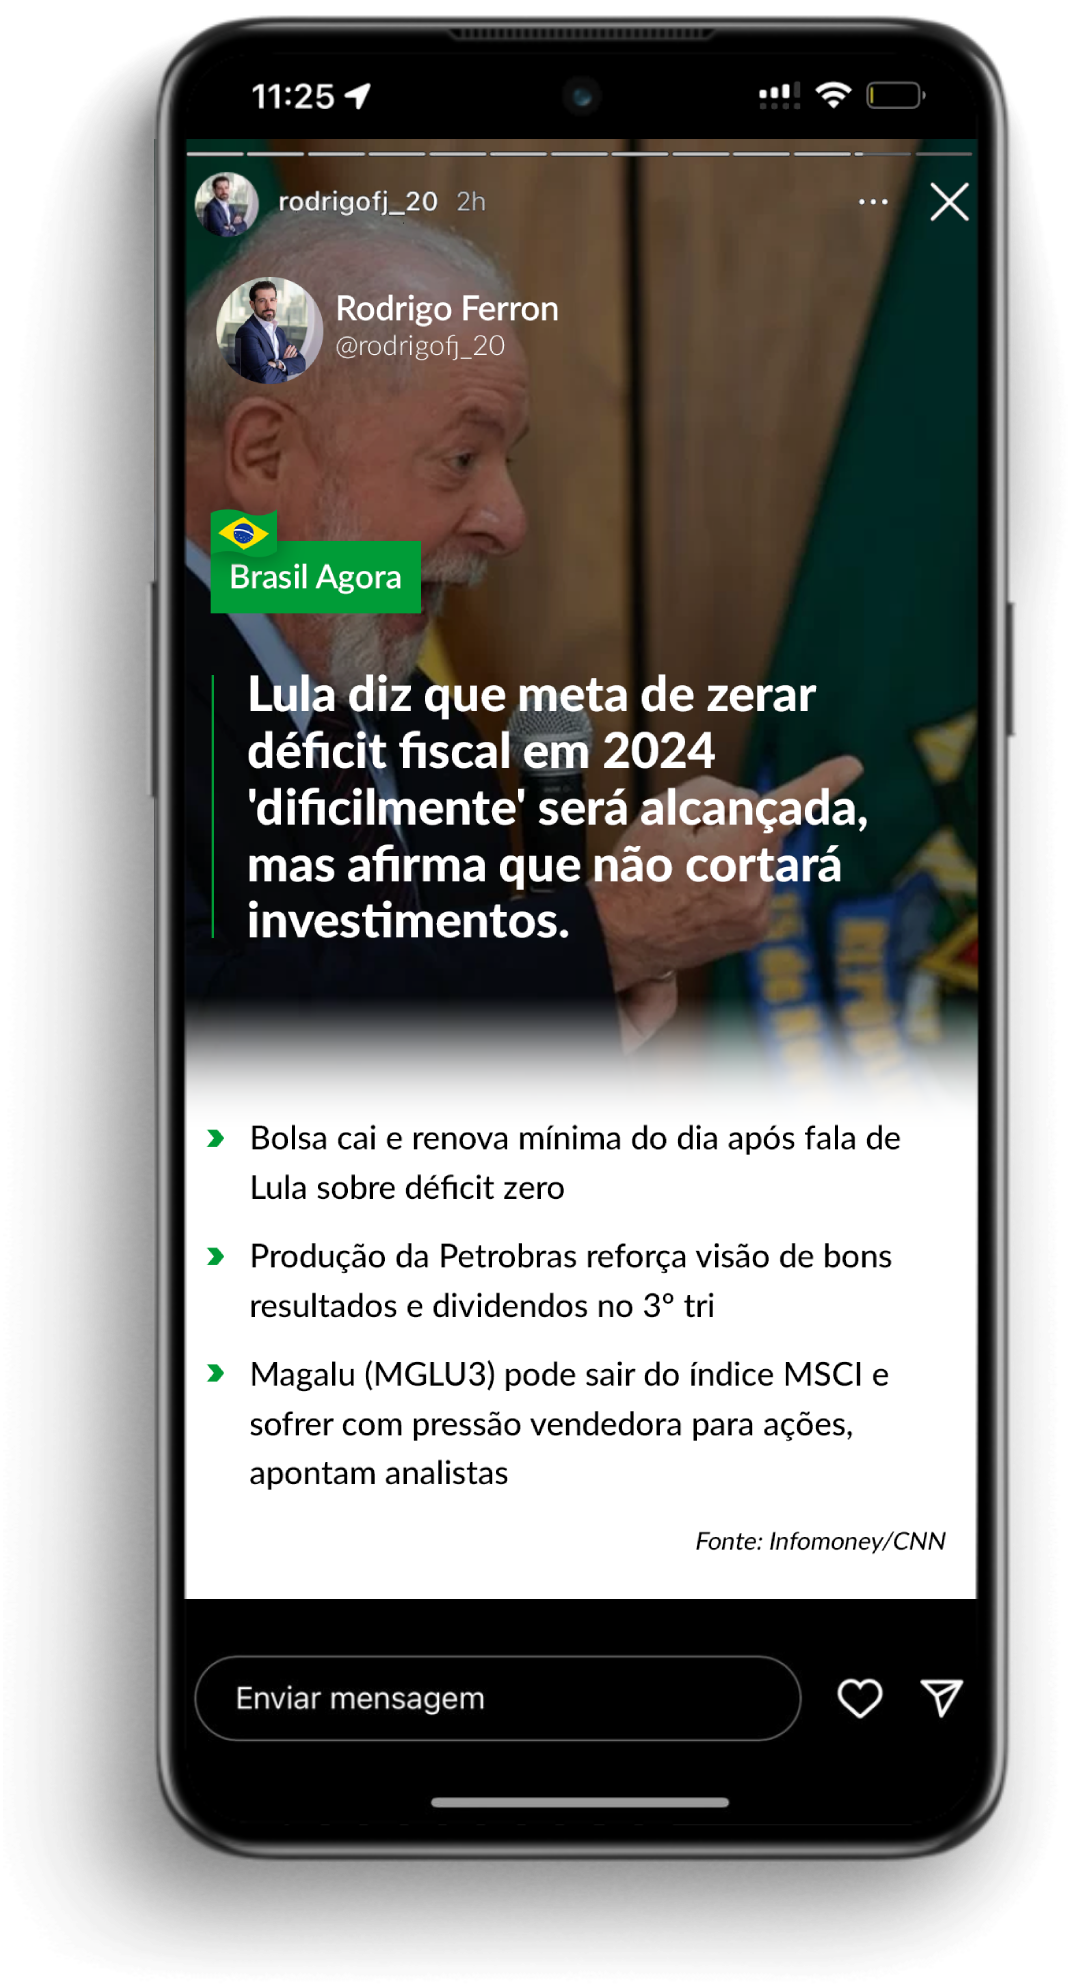 11:25
rodrigofj_20 2h
Rodrigo Ferron
@rodrigofj_20
Brasil Agora
Lula diz que meta de zerar
déficit fiscal em 2024
'dificilmente' será alcançada,
mas afirma que não cortará
investimentos.
Bolsa cai e renova mínima do dia após fala de
Lula sobre déficit zero
Produção da Petrobras reforça visão de bons
resultados e dividendos no 3º tri
Magalu (MGLU3) pode sair do índice MSCI e
sofrer com pressão vendedora para ações,
apontam analistas
Fonte: Infomoney/CNN
Enviar mensagem